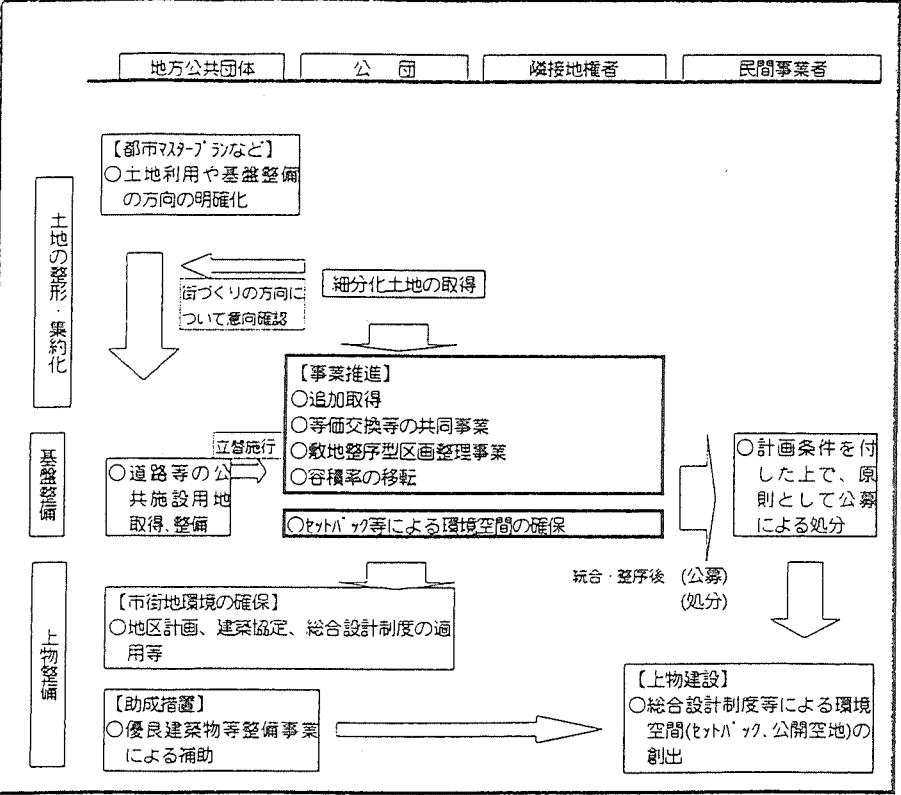 地方公共団体
公 団
隣接地権者
民間事業者
【都市ﾏｽﾀｰﾌﾟﾗﾝなど】
○土地利用や基盤整備
の方向の明確化
土地の整形・集約化
街づくりの方向に
ついて意向確認
細分化土地の取得
【事業推進】
○追加取得
○等価交換等の共同事業
○敷地整序型区画整理事業
○容積率の移転
基盤整備
立替施行
○道路等の公
共施設用地
取得、整備
○ｾｯﾄﾊﾞｯｸ等による環境空間の確保
○計画条件を付
した上で、原
則として公募
による処分
統合・整序後 (公募)
(処分)
上物整備
【市街地環境の確保】
○地区計画、建築協定、総合設計制度の適
用等
【助成措置】
○優良建築物等整備事業
による補助
【上物建設】
○総合設計制度等による環境
空間(ｾｯﾄﾊﾞｯｸ、公開空地)の
創出